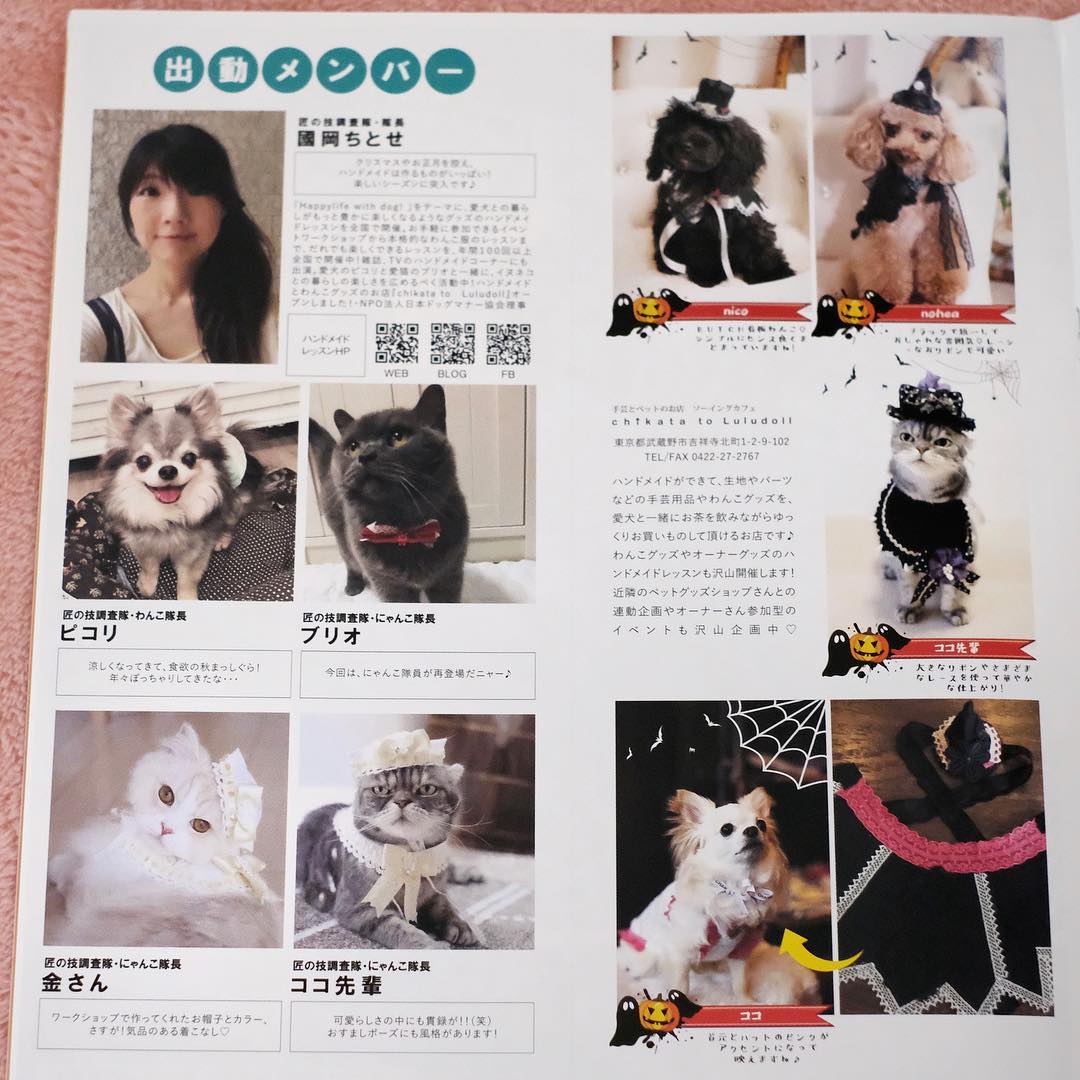 出動メンバー
匠の技調査隊・隊長
國岡ちとせ
クリスマスやお正月を控え、
ハンドメイドは作るものがいっぱい!
楽しいシーズンに突入です♪
「Happylife with dog!」をテーマに、愛犬との暮ら
しがもっと豊かに楽しくなるようなグッズのハンドメイ
ドレッスンを全国で開催。お手軽に参加できるイベン
トワークショップから本格的なわんこ服のレッスンま
で、だれでも楽しくできるレッスンを、年間100回以上
全国で開催中!雑誌、TVのハンドメイドコーナーにも
出演。愛犬のピコリと愛猫のブリオと一緒に、イヌネコ
との暮らしの楽しさを広めるべく活動中!ハンドメイド
とわんこグッズのお店「chikata to Luludoll」オー
プンしました!・NPO法人日本ドッグマナー協会理事
ハンドメイド
レッスンHP
WEB
BLOG
FB
匠の技調査隊・わんこ隊長
ピコリ
涼しくなってきて、食欲の秋まっしぐら!
年々ぽっちゃりしてきたな・・・
匠の技調査隊・にゃんこ隊長
ブリオ
今回は、にゃんこ隊員が再登場だニャー♪
匠の技調査隊・にゃんこ隊長
金さん
ワークショップで作ってくれたお帽子とカラー、
さすが!気品のある着こなし♡
匠の技調査隊・にゃんこ隊長
ココ先輩
可愛らしさの中にも貫録が!!(笑)
おすましポーズにも風格があります!
nico
シンプルにセンス良くま
とまっていますね!
nohea
ブラックで統一して
おしゃれな雰囲気♡レーシ
ーなおリボンも可愛い
手芸とペットのお店 ソーイングカフェ
chikata to Luludoll
東京都武蔵野市吉祥寺北町1-2-9-102
TEL/FAX 0422-27-2767
ハンドメイドができて、生地やパーツ
などの手芸用品やわんこグッズを、
愛犬と一緒にお茶を飲みながらゆっ
くりお買いものして頂けるお店です♪
わんこグッズやオーナーグッズのハ
ンドメイドレッスンも沢山開催します!
近隣のペットグッズショップさんとの
連動企画やオーナーさん参加型の
イベントも沢山企画中♡
ココ先輩
大きなリボンやさまざま
なレースを使って華やか
な仕上がり!
ココ
首元とハットのピンクが
アクセントになって
映えますね♪